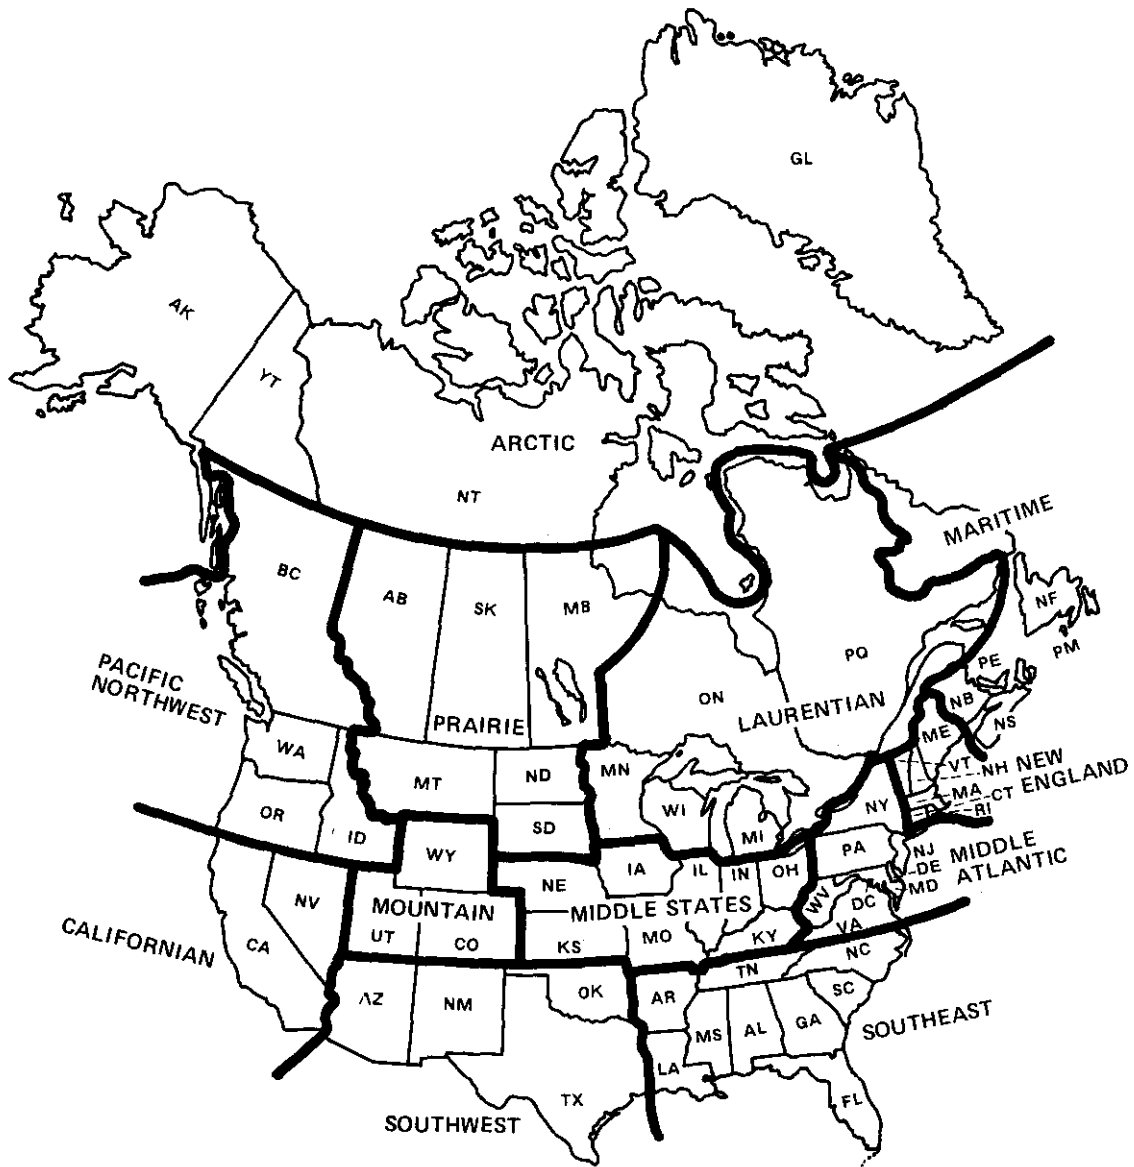 GL
AK
YT
ARCTIC
NT
MARITIME
BC
AB
SK
MB
NF
PM
PQ
PE
ON
NB
NS
PACIFIC
NORTHWEST
PRAIRIE
LAURENTIAN
ME
WA
MT
ND
MN
WI
MI
VT
NH
NEW
ENGLAND
MA
CT
RI
OR
ID
SD
NY
WY
PA
NJ
DE
MD
MIDDLE
ATLANTIC
IA
IL
IN
OH
NE
WV
DC
VA
NV
MOUNTAIN
MIDDLE STATES
CALIFORNIAN
CA
UT
CO
KS
MO
KY
NC
TN
AZ
NM
OK
AR
SC
MS
AL
GA
SOUTHEAST
LA
TX
FL
SOUTHWEST